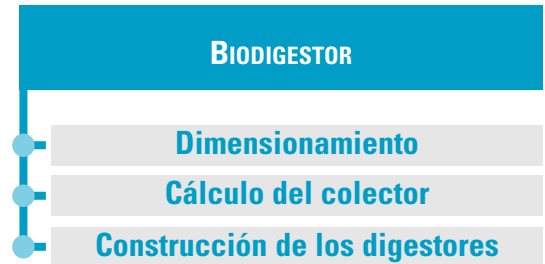 Biodigestor
Dimensionamiento
Cálculo del colector
Construcción de los digestores